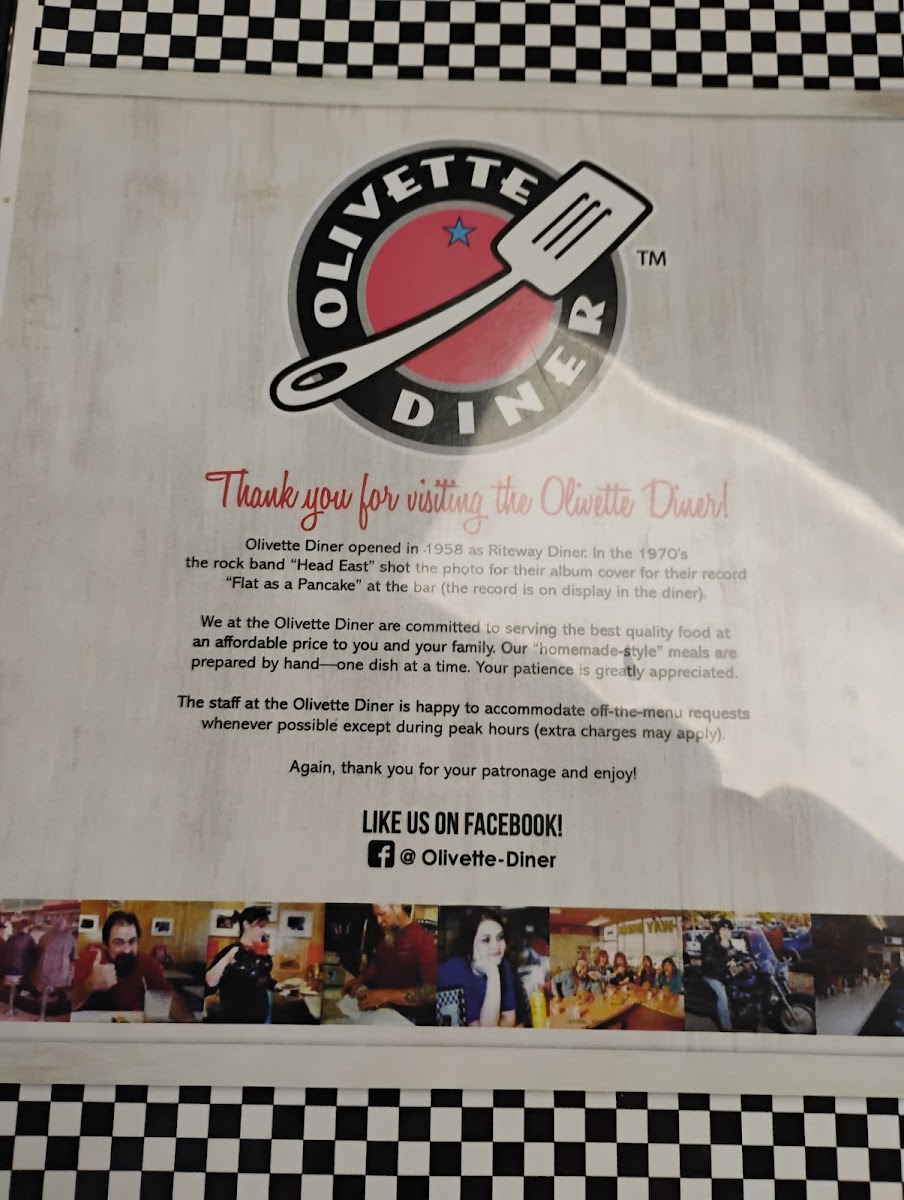 OLIVETTE
DINER
TM
Thank you for visiting the Olivette Diner!
Olivette Diner opened in 1958 as Riteway Diner. In the 1970's
the rock band “Head East” shot the photo for their album cover for their record
“Flat as a Pancake” at the bar (the record is on display in the diner).
We at the Olivette Diner are committed to serving the best quality food at
an affordable price to you and your family. Our “homemade-style” meals are
prepared by hand—one dish at a time. Your patience is greatly appreciated.
The staff at the Olivette Diner is happy to accommodate off-the-menu requests
whenever possible except during peak hours (extra charges may apply).
Again, thank you for your patronage and enjoy!
LIKE US ON FACEBOOK!
f @ Olivette-Diner